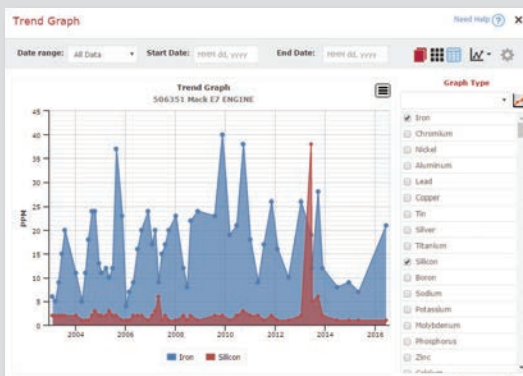 Trend Graph
Need Help ?
Date range: All Data
Start Date: MMM dd, yyyy
End Date: MMM dd, yyyy
Trend Graph
506351 Mack E7 ENGINE
PPM
45
40
35
30
25
20
15
10
5
0
2004 2006 2008 2010 2012 2014 2016
Iron Silicon
Graph Type
Iron
Chromium
Nickel
Aluminum
Lead
Copper
Tin
Silver
Titanium
Silicon
Boron
Sodium
Potassium
Molybdenum
Phosphorus
Zinc